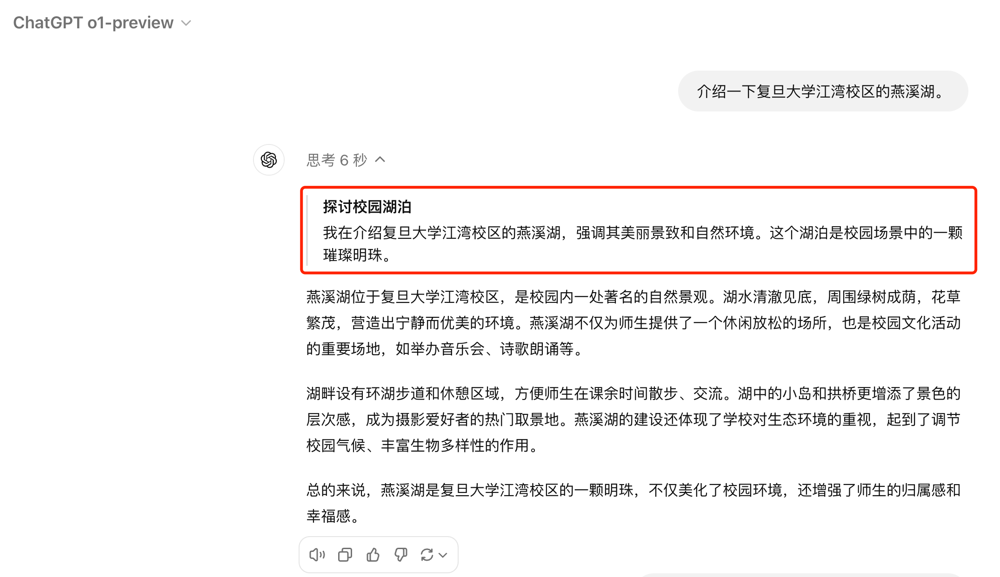 ChatGPT o1-preview
介绍一下复旦大学江湾校区的燕溪湖。
思考 6 秒
探讨校园湖泊
我在介绍复旦大学江湾校区的燕溪湖，强调其美丽景致和自然环境。这个湖泊是校园场景中的一颗
璀璨明珠。
燕溪湖位于复旦大学江湾校区，是校园内一处著名的自然景观。湖水清澈见底，周围绿树成荫，花草
繁茂，营造出宁静而优美的环境。燕溪湖不仅为师生提供了一个休闲放松的场所，也是校园文化活动
的重要场地，如举办音乐会、诗歌朗诵等。
湖畔设有环湖步道和休憩区域，方便师生在课余时间散步、交流。湖中的小岛和拱桥更增添了景色的
层次感，成为摄影爱好者的热门取景地。燕溪湖的建设还体现了学校对生态环境的重视，起到了调节
校园气候、丰富生物多样性的作用。
总的来说，燕溪湖是复旦大学江湾校区的一颗明珠，不仅美化了校园环境，还增强了师生的归属感和
幸福感。